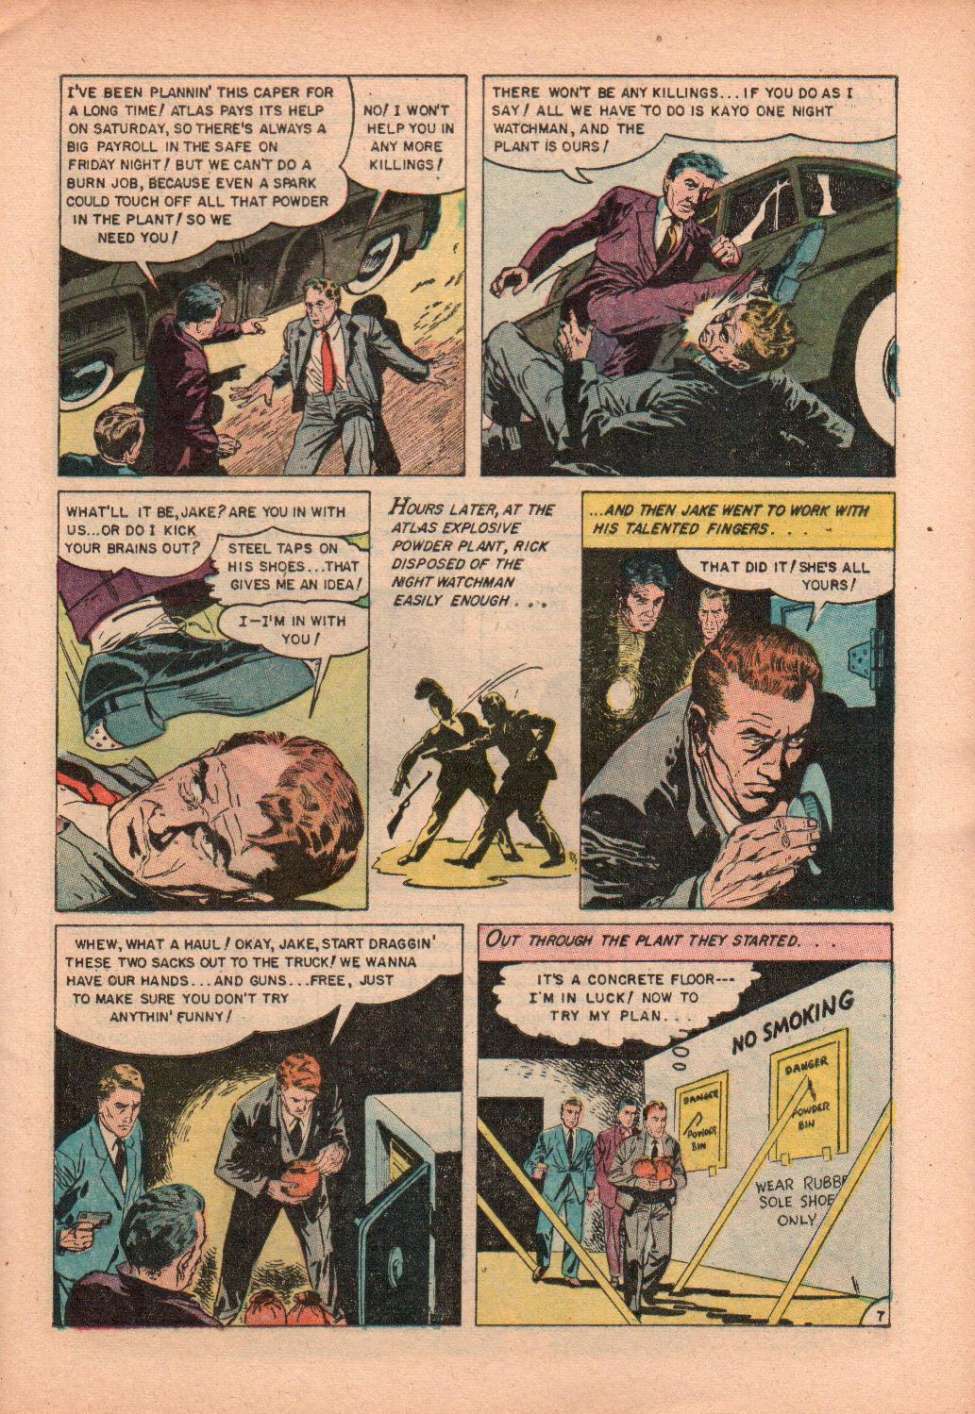 I'VE BEEN PLANNIN' THIS CAPER FOR
A LONG TIME! ATLAS PAYS ITS HELP
ON SATURDAY, SO THERE'S ALWAYS A
BIG PAYROLL IN THE SAFE ON
FRIDAY NIGHT! BUT WE CAN'T DO A
BURN JOB, BECAUSE EVEN A SPARK
COULD TOUCH OFF ALL THAT POWDER
IN THE PLANT! SO WE
NEED YOU!
NO! I WON'T
HELP YOU IN
ANY MORE
KILLINGS!
THERE WON'T BE ANY KILLINGS...IF YOU DO AS I
SAY! ALL WE HAVE TO DO IS KAYO ONE NIGHT
WATCHMAN, AND THE
PLANT IS OURS!
WHAT'LL IT BE, JAKE? ARE YOU IN WITH
US...OR DO I KICK
YOUR BRAINS OUT?
STEEL TAPS ON
HIS SHOES...THAT
GIVES ME AN IDEA!
I—I'M IN WITH
YOU!
HOURS LATER, AT THE
ATLAS EXPLOSIVE
POWDER PLANT, RICK
DISPOSED OF THE
NIGHT WATCHMAN
EASILY ENOUGH....
...AND THEN JAKE WENT TO WORK WITH
HIS TALENTED FINGERS....
THAT DID IT! SHE'S ALL
YOURS!
WHEW, WHAT A HAUL! OKAY, JAKE, START DRAGGIN'
THESE TWO SACKS OUT TO THE TRUCK! WE WANNA
HAVE OUR HANDS...AND GUNS...FREE, JUST
TO MAKE SURE YOU DON'T TRY
ANYTHIN' FUNNY!
OUT THROUGH THE PLANT THEY STARTED...
IT'S A CONCRETE FLOOR---
I'M IN LUCK! NOW TO
TRY MY PLAN...
NO SMOKING
DANGER
POWDER
BIN
DANGER
POWDER
BIN
WEAR RUBBE
SOLE SHOE
ONLY
7